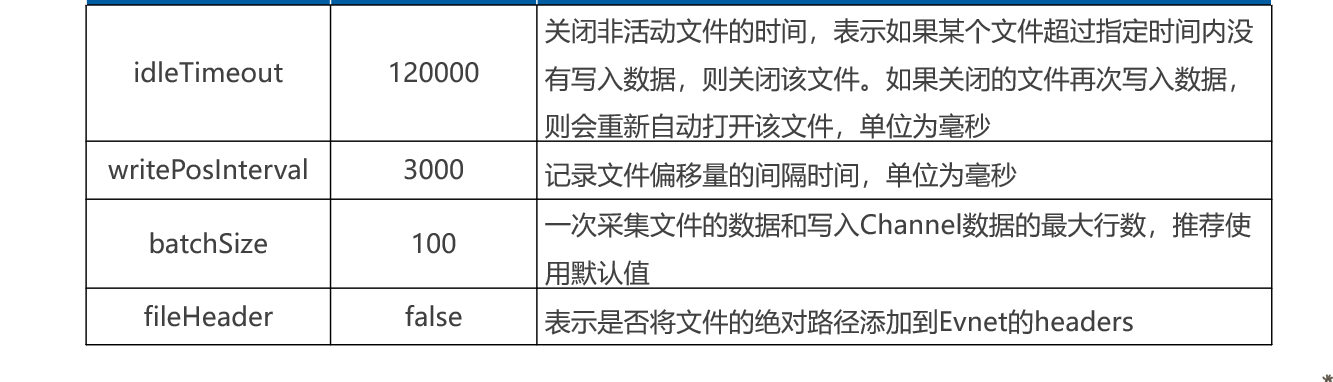 idleTimeout
120000
关闭非活动文件的时间，表示如果某个文件超过指定时间内没
有写入数据，则关闭该文件。如果关闭的文件再次写入数据，
则会重新自动打开该文件，单位为毫秒
writePosInterval
3000
记录文件偏移量的间隔时间，单位为毫秒
batchSize
100
一次采集文件的数据和写入Channel数据的最大行数，推荐使
用默认值
fileHeader
false
表示是否将文件的绝对路径添加到Evnet的headers